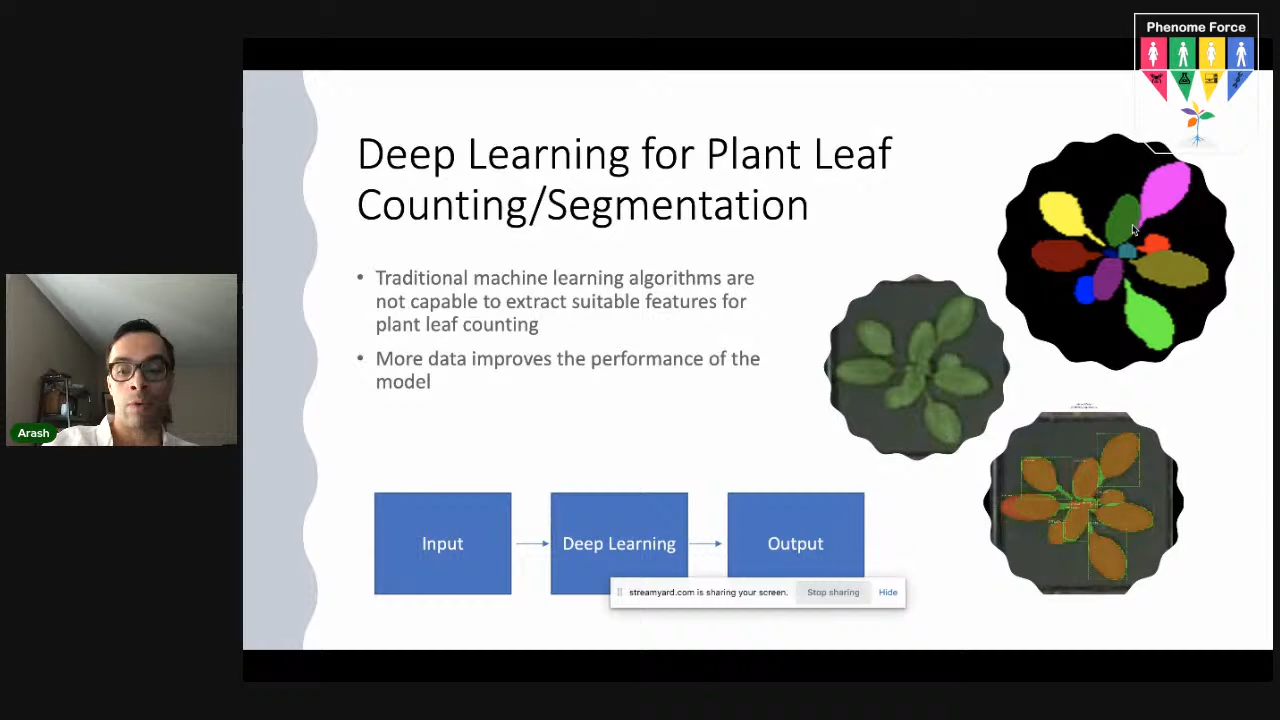 Phenome Force
Deep Learning for Plant Leaf
Counting/Segmentation
• Traditional machine learning algorithms are
not capable to extract suitable features for
plant leaf counting
• More data improves the performance of the
model
Arash
Input
Deep Learning
Output
streamyard.com is sharing your screen.
Stop sharing
Hide